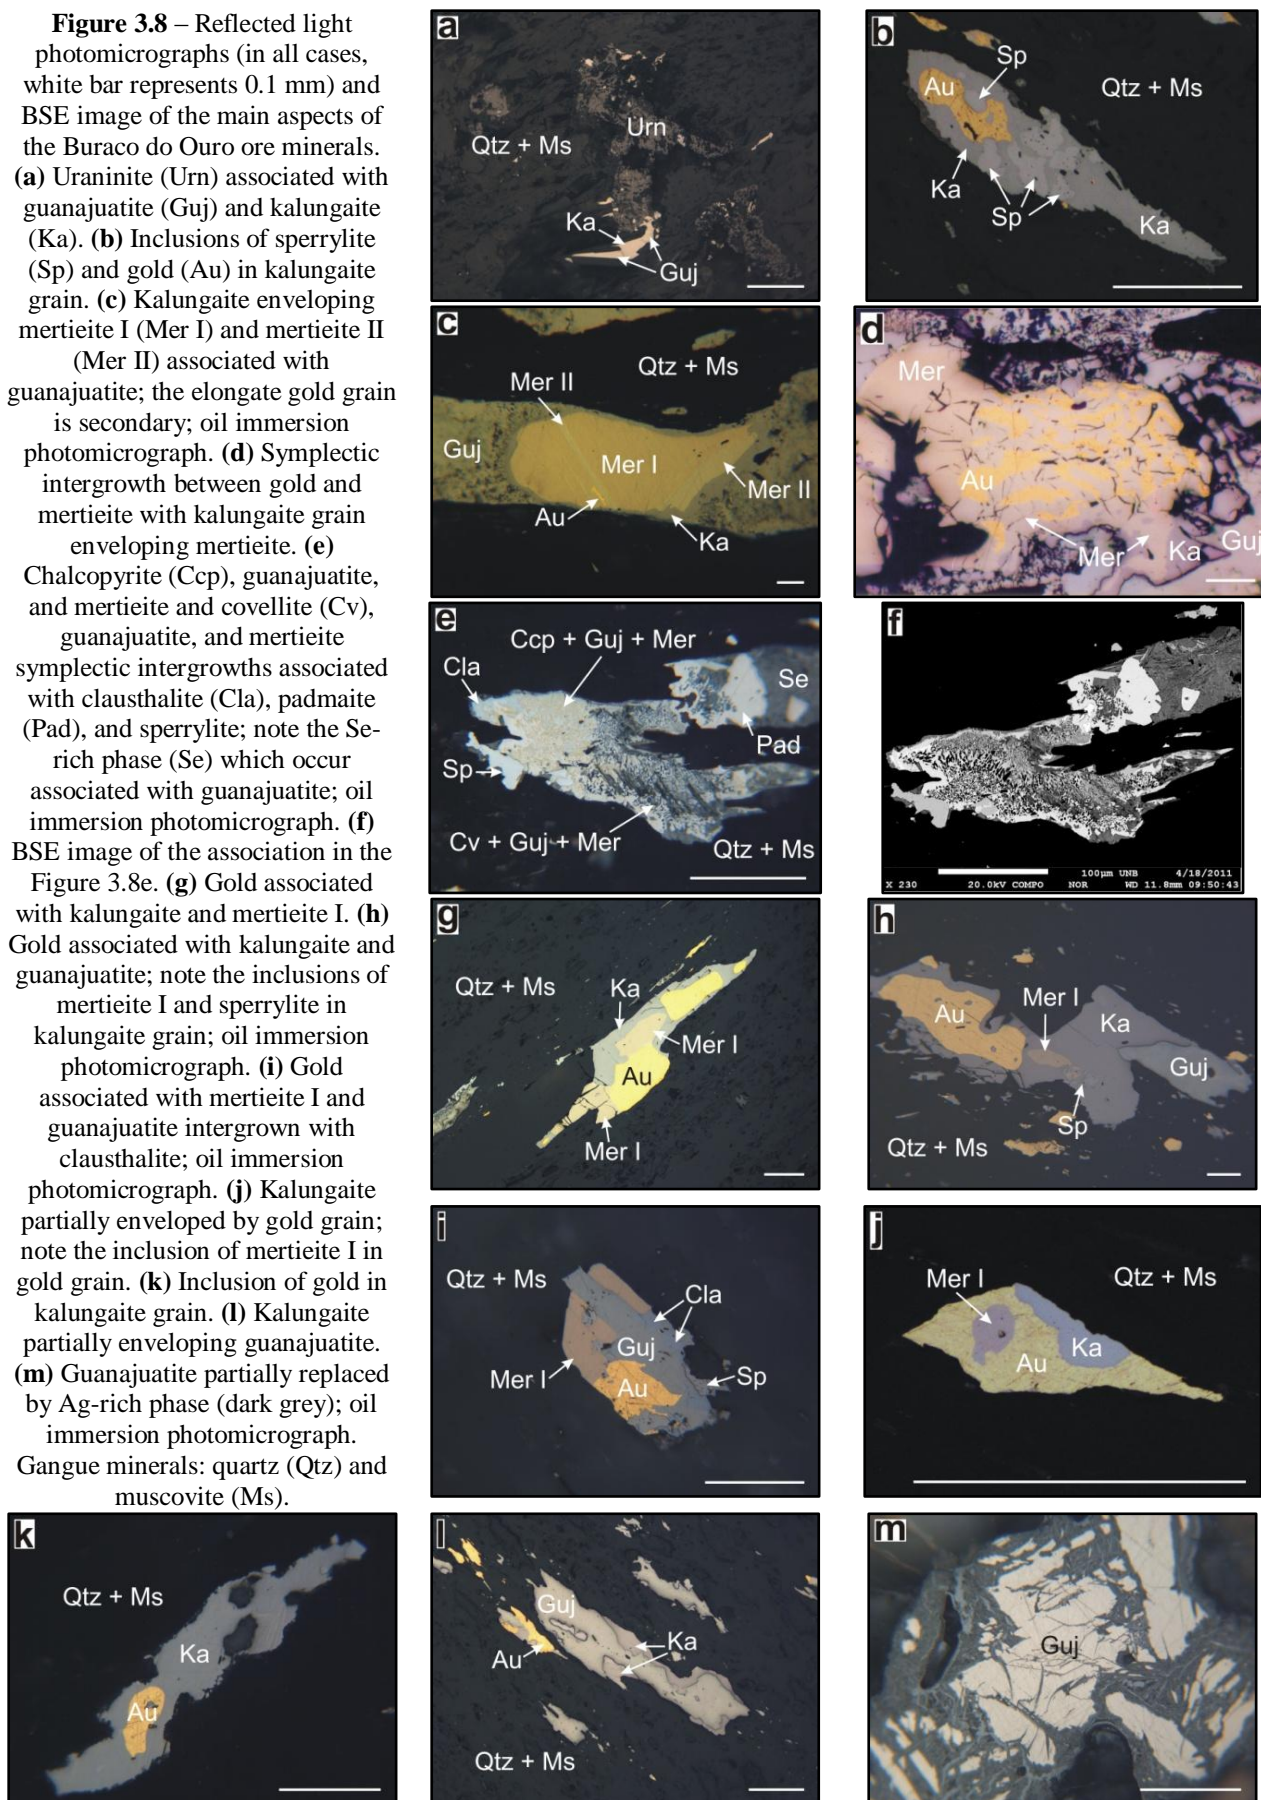 Figure 3.8 – Reflected light
photomicrographs (in all cases,
white bar represents 0.1 mm) and
BSE image of the main aspects of
the Buraco do Ouro ore minerals.
(a) Uraninite (Urn) associated with
guanajuatite (Guj) and kalungaite
(Ka). (b) Inclusions of sperrylite
(Sp) and gold (Au) in kalungaite
grain. (c) Kalungaite enveloping
mertieite I (Mer I) and mertieite II
(Mer II) associated with
guanajuatite; the elongate gold grain
is secondary; oil immersion
photomicrograph. (d) Symplectic
intergrowth between gold and
mertieite with kalungaite grain
enveloping mertieite. (e)
Chalcopyrite (Ccp), guanajuatite,
and mertieite and covellite (Cv),
guanajuatite, and mertieite
symplectic intergrowths associated
with clausthalite (Cla), padmaite
(Pad), and sperrylite; note the Se-
rich phase (Se) which occur
associated with guanajuatite; oil
immersion photomicrograph. (f)
BSE image of the association in the
Figure 3.8e. (g) Gold associated
with kalungaite and mertieite I. (h)
Gold associated with kalungaite and
guanajuatite; note the inclusions of
mertieite I and sperrylite in
kalungaite grain; oil immersion
photomicrograph. (i) Gold
associated with mertieite I and
guanajuatite intergrown with
clausthalite; oil immersion
photomicrograph. (j) Kalungaite
partially enveloped by gold grain;
note the inclusion of mertieite I in
gold grain. (k) Inclusion of gold in
kalungaite grain. (l) Kalungaite
partially enveloping guanajuatite.
(m) Guanajuatite partially replaced
by Ag-rich phase (dark grey); oil
immersion photomicrograph.
Gangue minerals: quartz (Qtz) and
muscovite (Ms).
a
Urn
Qtz + Ms
Ka
Guj
b
Sp
Au
Qtz + Ms
Ka
Sp
Ka
c
Qtz + Ms
Mer II
Guj
Mer I
Mer II
Au
Ka
d
Mer
Au
Mer
Ka
Guj
e
Ccp + Guj + Mer
Cla
Se
Pad
Sp
Cv + Guj + Mer
Qtz + Ms
f
100µm UNB 4/18/2011
X 230 20.0kV COMPO NOR WD 11.8mm 09:50:43
g
Qtz + Ms
Ka
Mer I
Au
Mer I
h
Mer I
Au
Ka
Guj
Sp
Qtz + Ms
i
Qtz + Ms
Cla
Guj
Mer I
Au
Sp
j
Mer I
Qtz + Ms
Ka
Au
k
Qtz + Ms
Ka
Au
l
Guj
Ka
Au
Qtz + Ms
m
Guj